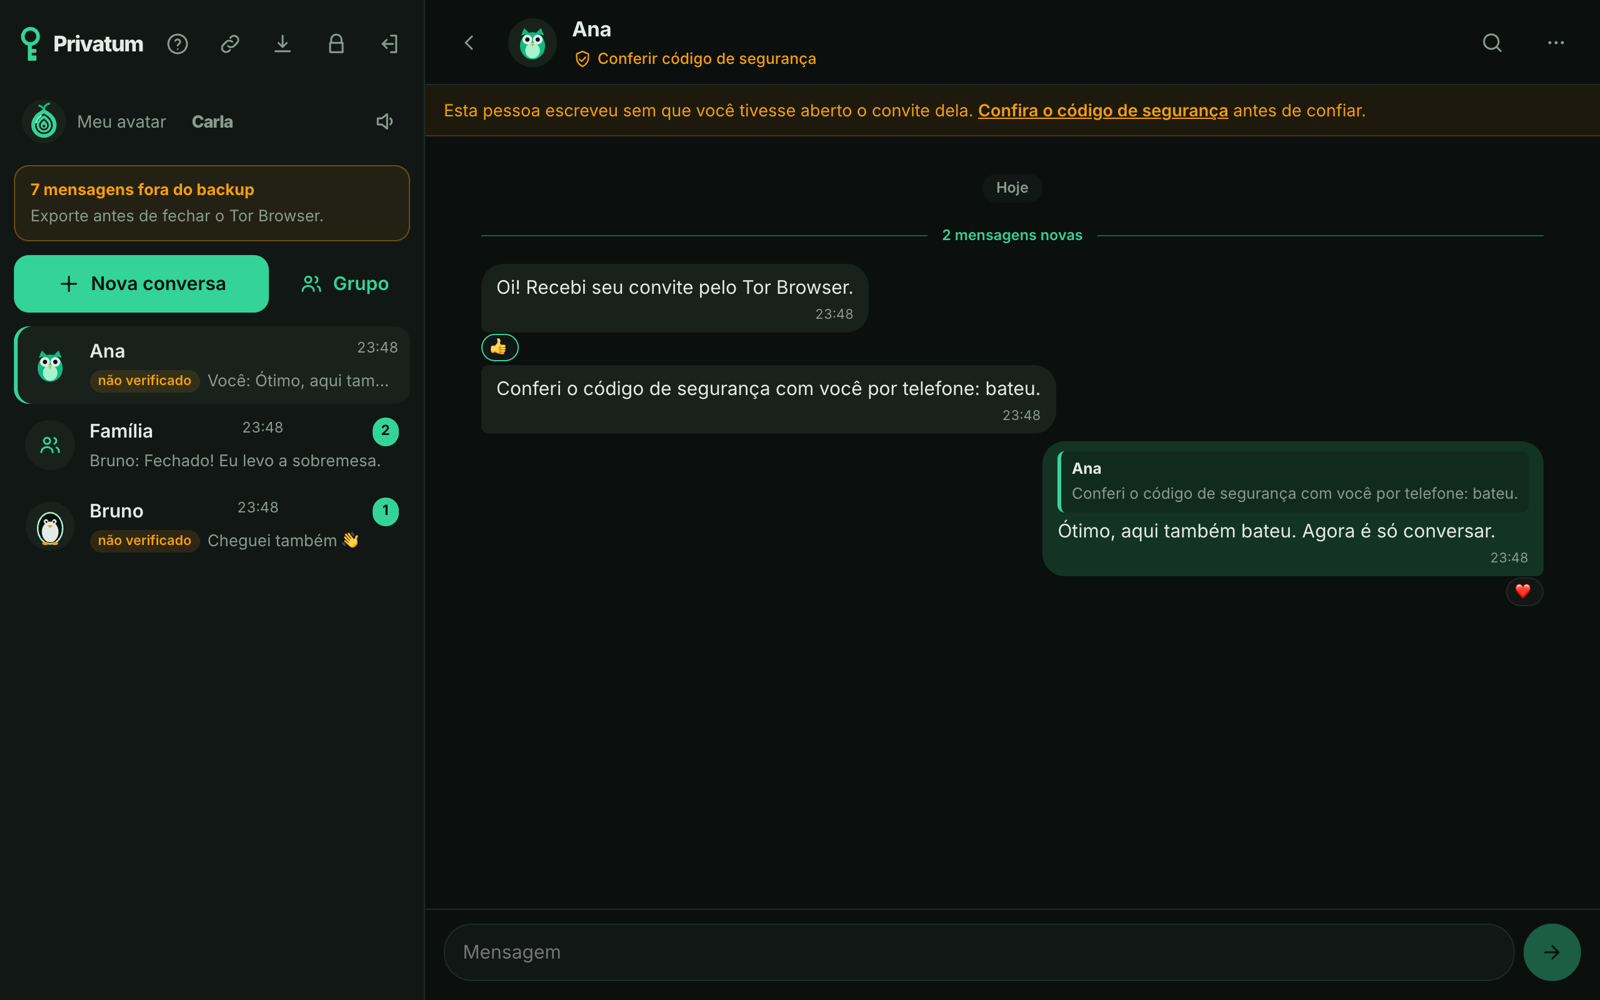 Privatum
Meu avatar Carla
7 mensagens fora do backup
Exporte antes de fechar o Tor Browser.
Nova conversa
Grupo
Ana 23:48
não verificado Você: Ótimo, aqui tam...
Família 23:48 2
Bruno: Fechado! Eu levo a sobremesa.
Bruno 23:48 1
não verificado Cheguei também 👋
Ana
Conferir código de segurança
Esta pessoa escreveu sem que você tivesse aberto o convite dela. Confira o código de segurança antes de confiar.
Hoje
2 mensagens novas
Oi! Recebi seu convite pelo Tor Browser.
23:48
👍
Conferi o código de segurança com você por telefone: bateu.
23:48
Ana
Conferi o código de segurança com você por telefone: bateu.
Ótimo, aqui também bateu. Agora é só conversar.
23:48
❤️
Mensagem